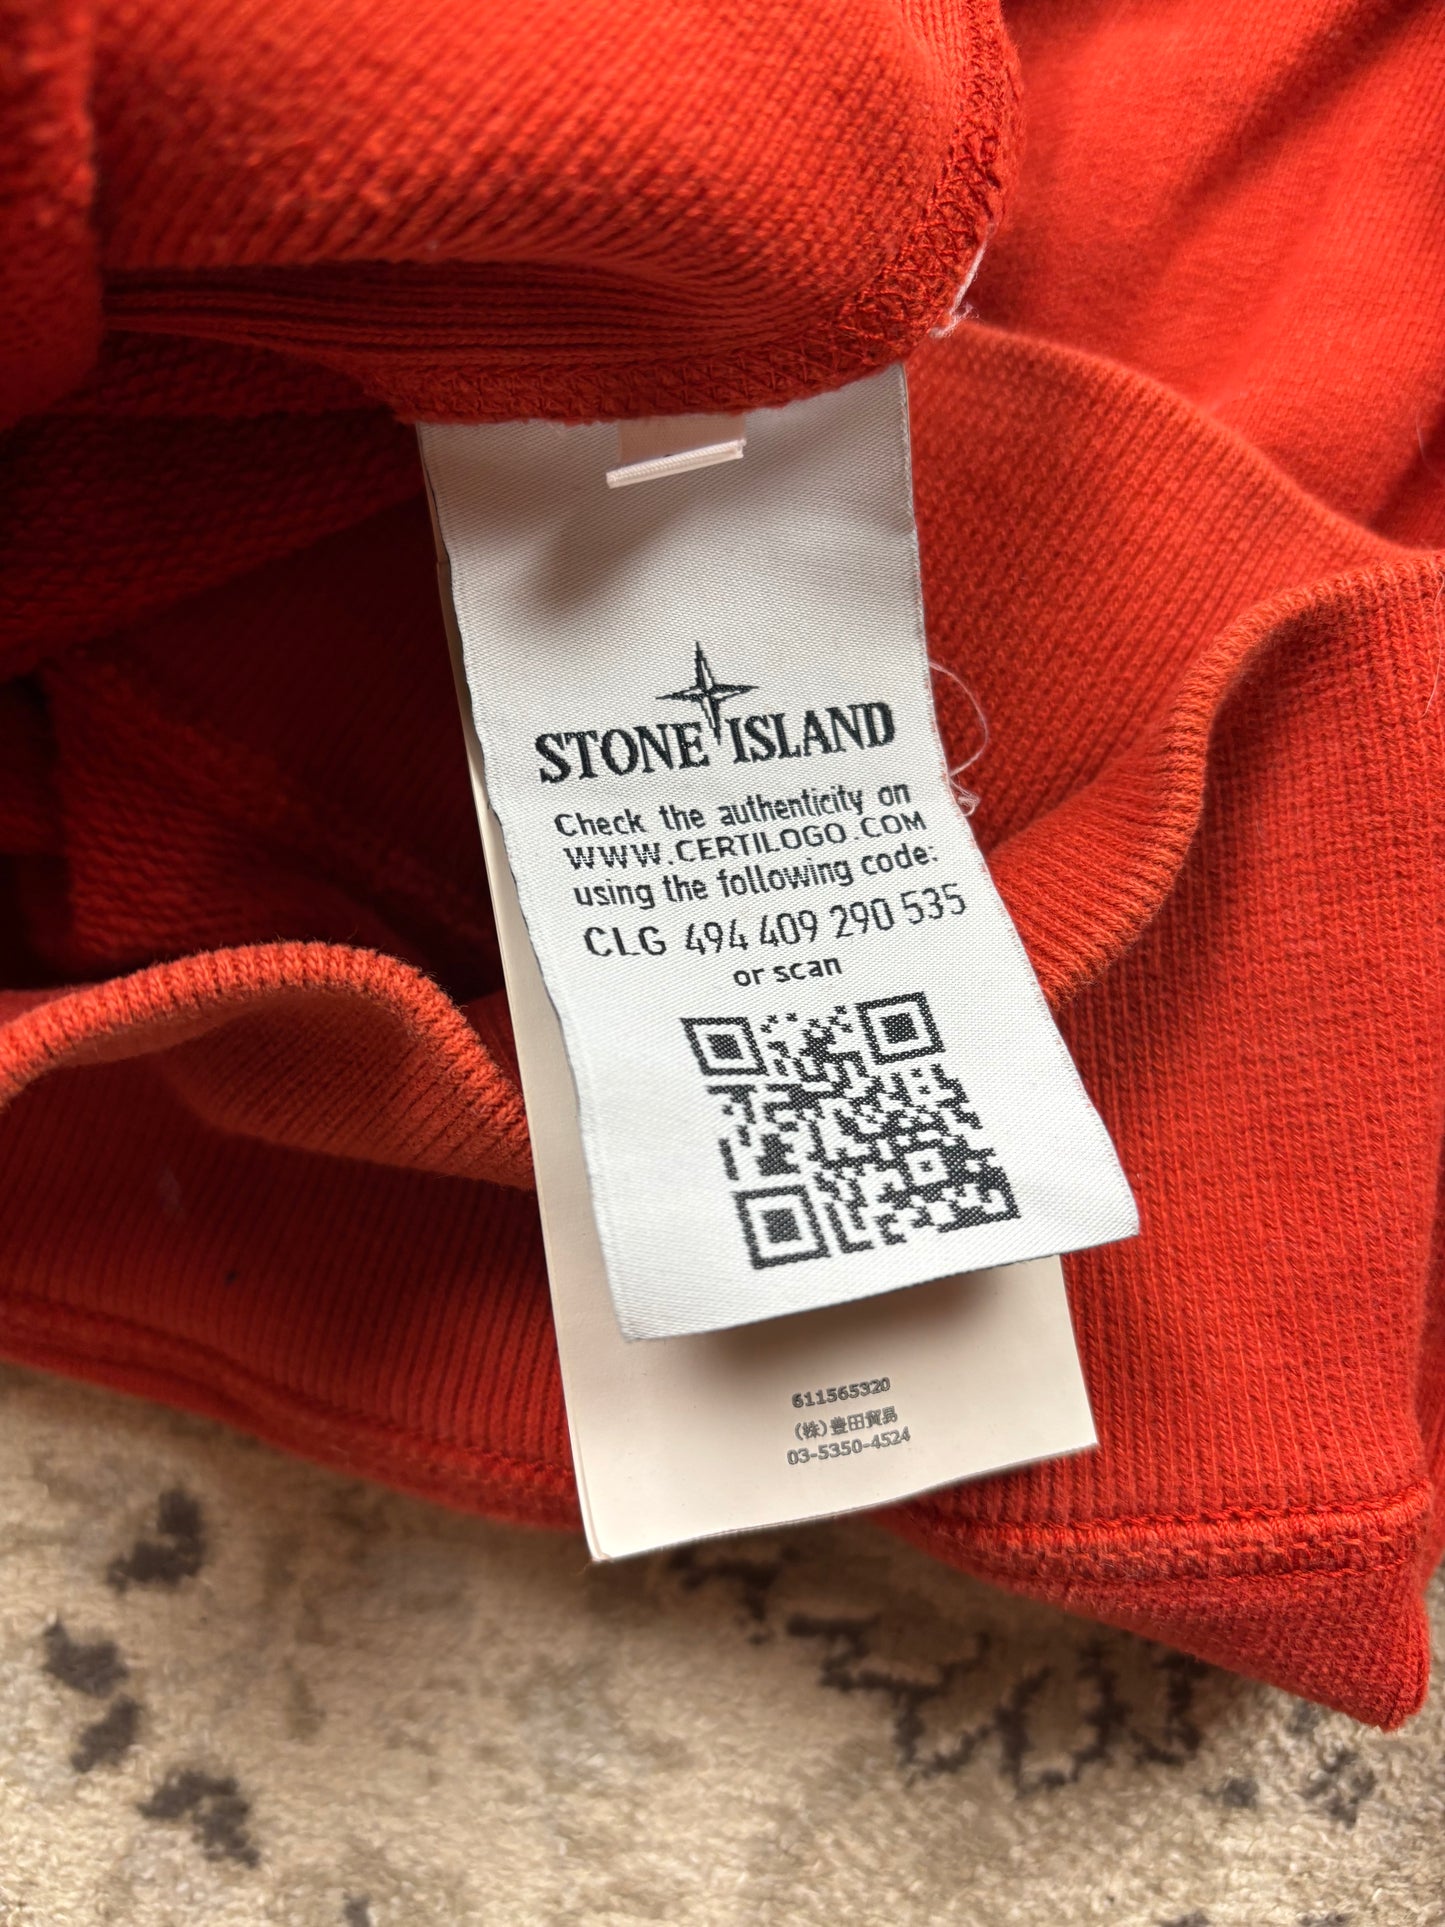 STONE ISLAND
Check the authenticity on
WWW.CERTILOGO.COM
using the following code:
CLG 494 409 290 535
or scan
611565320
(株)豊田貿易
03-5350-4524